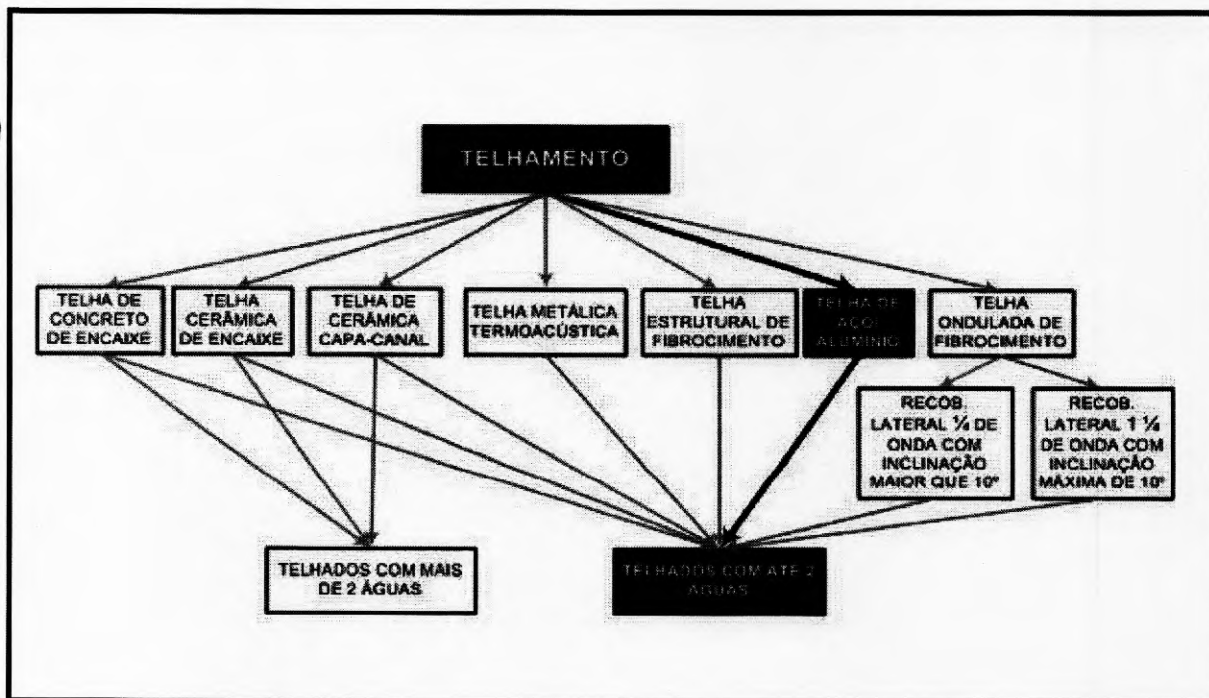 TELHAMENTO
TELHA DE
CONCRETO
DE ENCAIXE
TELHA
CERÂMICA
DE ENCAIXE
TELHA DE
CERÂMICA
CAPA-CANAL
TELHA METÁLICA
TERMOACÚSTICA
TELHA
ESTRUTURAL DE
FIBROCIMENTO
TELHA DE
AÇO/
ALUMÍNIO
TELHA
ONDULADA DE
FIBROCIMENTO
RECOB.
LATERAL ¼ DE
ONDA COM
INCLINAÇÃO
MAIOR QUE 10º
RECOB.
LATERAL 1 ¼
DE ONDA COM
INCLINAÇÃO
MÁXIMA DE 10º
TELHADOS COM MAIS
DE 2 ÁGUAS
TELHADOS COM ATÉ 2
ÁGUAS